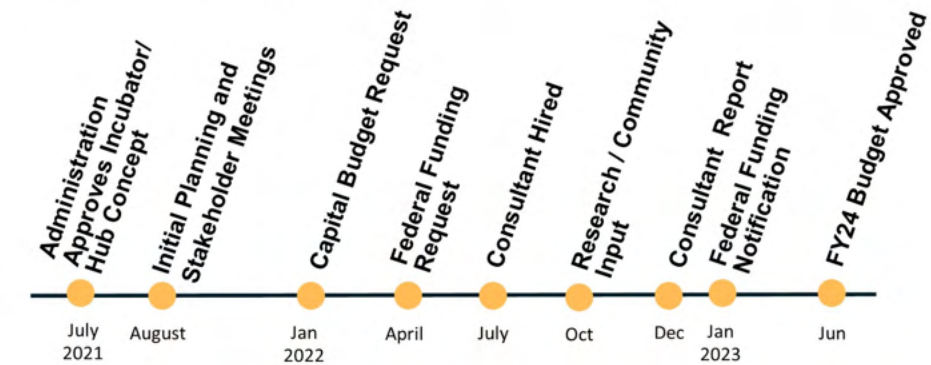 Administration
Approves Incubator/
Hub Concept
Initial Planning and
Stakeholder Meetings
Capital Budget Request
Federal Funding
Request
Consultant Hired
Research / Community
Input
Consultant Report
Federal Funding
Notification
FY24 Budget Approved
July
2021
August
Jan
2022
April
July
Oct
Dec
Jan
2023
Jun